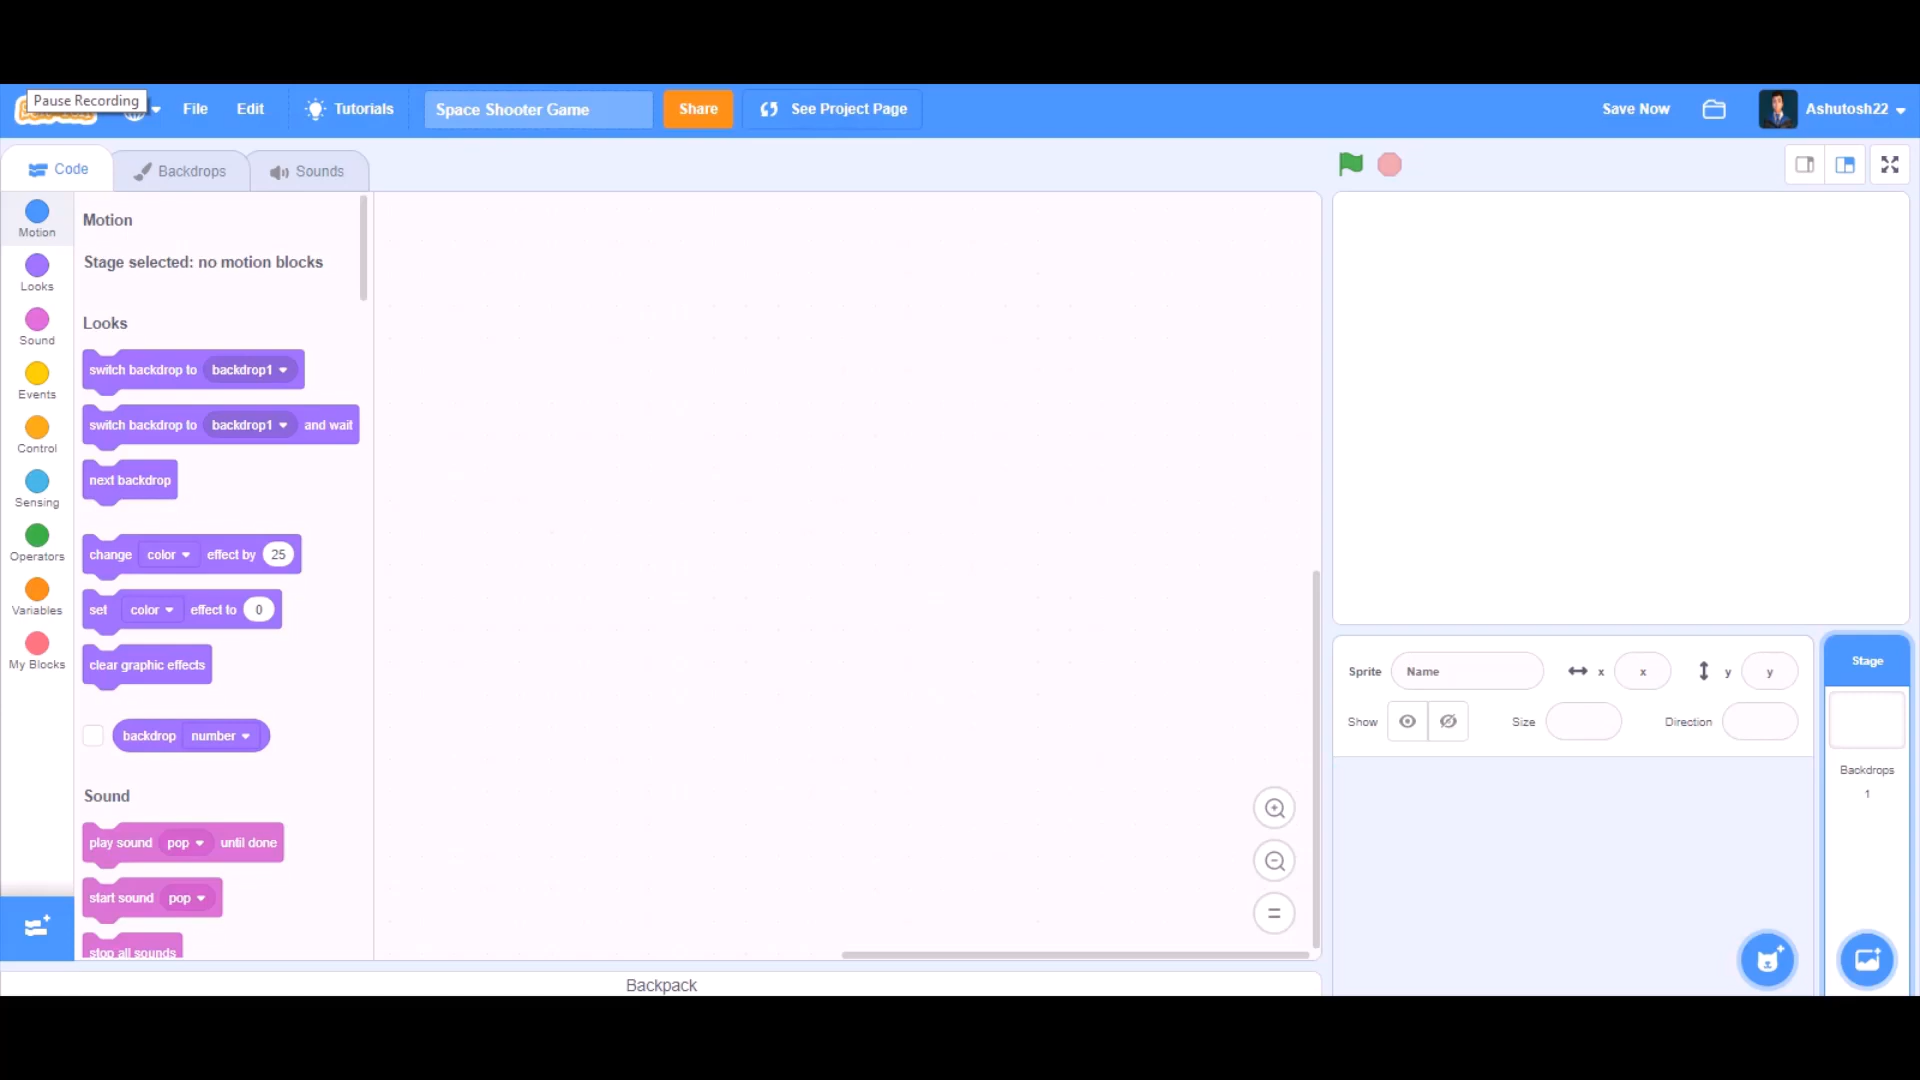 Pause Recording
File
Edit
Tutorials
Space Shooter Game
Share
See Project Page
Save Now
Ashutosh22
Code
Backdrops
Sounds
Motion
Looks
Sound
Events
Control
Sensing
Operators
Variables
My Blocks
Motion
Stage selected: no motion blocks
Looks
switch backdrop to backdrop1
switch backdrop to backdrop1 and wait
next backdrop
change color effect by 25
set color effect to 0
clear graphic effects
backdrop number
Sound
play sound pop until done
start sound pop
stop all sounds
Backpack
Sprite Name x x y y
Show Size Direction
Stage
Backdrops
1